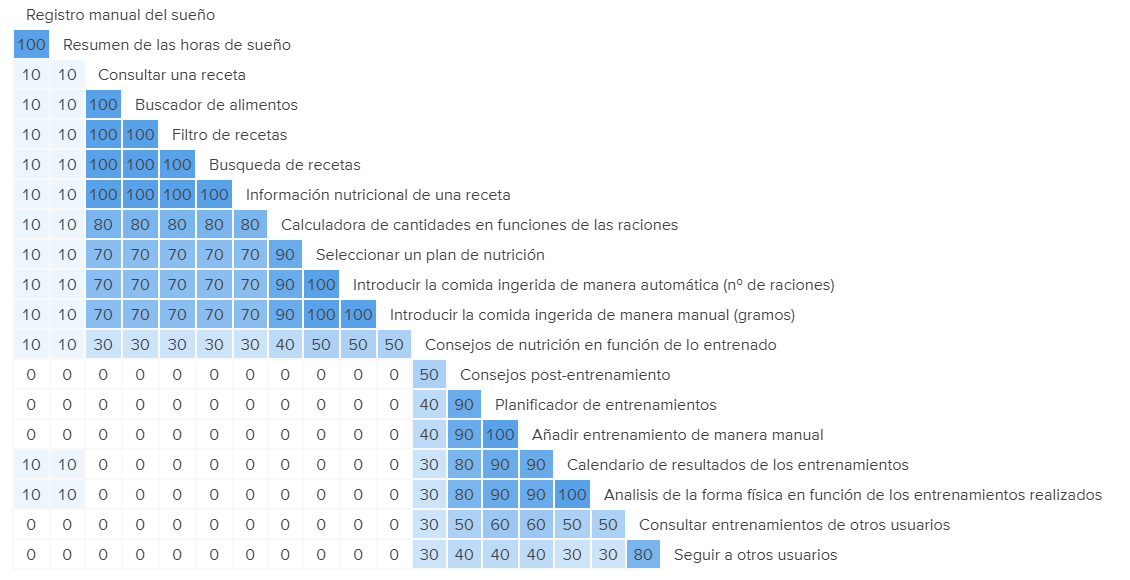 Registro manual del sueño
100 Resumen de las horas de sueño
10 10 Consultar una receta
10 10 100 Buscador de alimentos
10 10 100 100 Filtro de recetas
10 10 100 100 100 Busqueda de recetas
10 10 100 100 100 100 Información nutricional de una receta
10 10 80 80 80 80 80 Calculadora de cantidades en funciones de las raciones
10 10 70 70 70 70 70 90 Seleccionar un plan de nutrición
10 10 70 70 70 70 70 90 100 Introducir la comida ingerida de manera automática (nº de raciones)
10 10 70 70 70 70 70 90 100 100 Introducir la comida ingerida de manera manual (gramos)
10 10 30 30 30 30 30 40 50 50 50 Consejos de nutrición en función de lo entrenado
0 0 0 0 0 0 0 0 0 0 0 50 Consejos post-entrenamiento
0 0 0 0 0 0 0 0 0 0 0 40 90 Planificador de entrenamientos
0 0 0 0 0 0 0 0 0 0 0 40 90 100 Añadir entrenamiento de manera manual
10 10 0 0 0 0 0 0 0 0 0 30 80 90 90 Calendario de resultados de los entrenamientos
10 10 0 0 0 0 0 0 0 0 0 30 80 90 90 100 Analisis de la forma física en función de los entrenamientos realizados
0 0 0 0 0 0 0 0 0 0 0 30 50 60 60 50 50 Consultar entrenamientos de otros usuarios
0 0 0 0 0 0 0 0 0 0 0 30 40 40 40 30 30 80 Seguir a otros usuarios